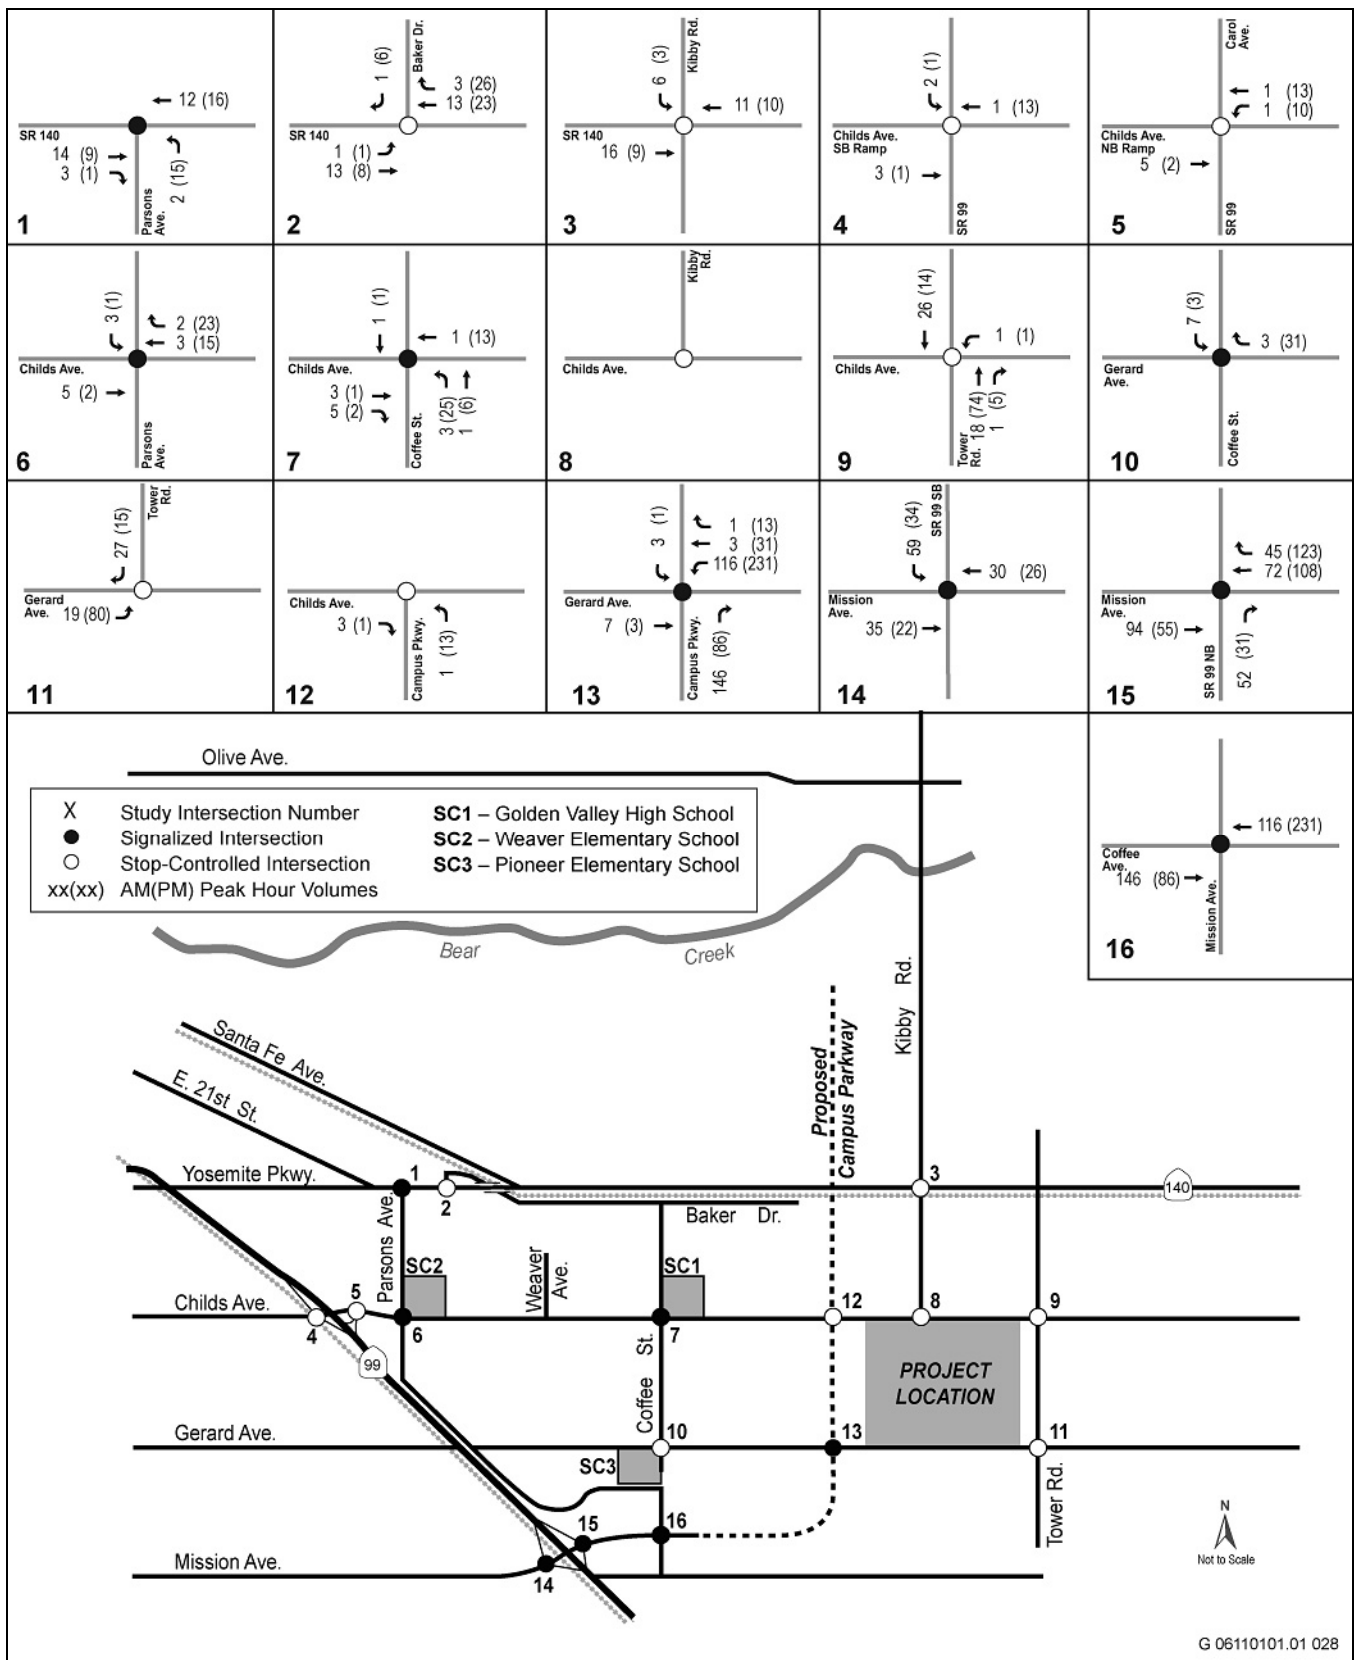 Baker Dr.
Kibby Rd.
Carol
Ave.
12 (16)
SR 140
14 (9)
3 (1)
2 (15)
Parsons
Ave.
1
1 (6)
3 (26)
13 (23)
SR 140
1 (1)
13 (8)
2
6 (3)
11 (10)
SR 140
16 (9)
3
2 (1)
1 (13)
Childs Ave.
SB Ramp
3 (1)
SR 99
4
1 (13)
1 (10)
Childs Ave.
NB Ramp
5 (2)
SR 99
5
3 (1)
2 (23)
3 (15)
Childs Ave.
5 (2)
Parsons
Ave.
6
1 (1)
1 (13)
Childs Ave.
3 (1)
5 (2)
Coffee St.
3 (25)
1 (6)
7
Kibby
Rd.
Childs Ave.
8
26 (14)
1 (1)
Childs Ave.
Tower
Rd.
18 (74)
1 (5)
9
7 (3)
3 (31)
Gerard
Ave.
Coffee St.
10
Tower
Rd.
27 (15)
Gerard
Ave.
19 (80)
11
Childs Ave.
3 (1)
Campus Pkwy.
1 (13)
12
3 (1)
1 (13)
3 (31)
116 (231)
Gerard Ave.
7 (3)
Campus Pkwy.
146 (86)
13
59 (34)
SR 99 SB
30 (26)
Mission
Ave.
35 (22)
14
45 (123)
72 (108)
Mission
Ave.
94 (55)
SR 99 NB
52 (31)
15
116 (231)
Coffee
Ave.
146 (86)
Mission Ave.
16
Olive Ave.
X Study Intersection Number
Signalized Intersection
Stop-Controlled Intersection
xx(xx) AM(PM) Peak Hour Volumes
SC1 – Golden Valley High School
SC2 – Weaver Elementary School
SC3 – Pioneer Elementary School
Bear Creek
Kibby Rd.
Santa Fe Ave.
E. 21st St.
Proposed
Campus Parkway
Yosemite Pkwy.
1
2
3
140
Baker Dr.
Parsons Ave.
SC2
Weaver
Ave.
SC1
Childs Ave.
4
5
6
7
12
8
9
99
Coffee St.
PROJECT
LOCATION
Gerard Ave.
10
13
11
SC3
Tower Rd.
15
16
Mission Ave.
14
N
Not to Scale
G 06110101.01 028